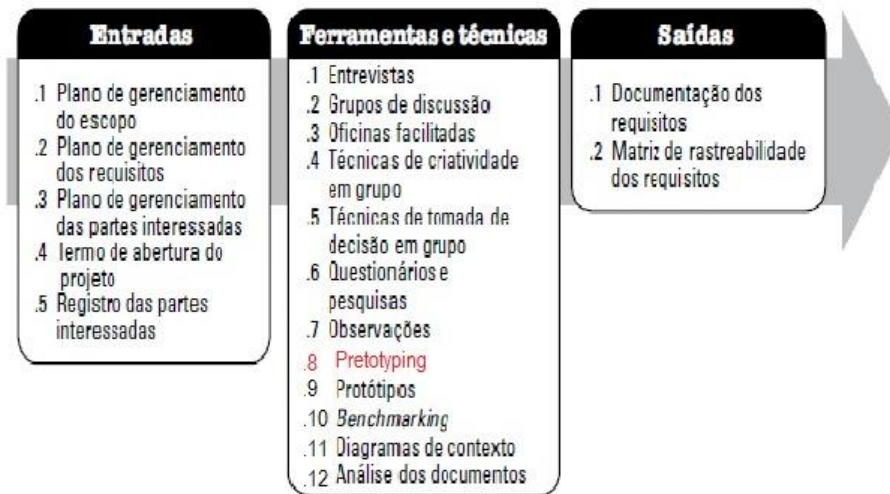 Entradas
.1 Plano de gerenciamento
do escopo
.2 Plano de gerenciamento
dos requisitos
.3 Plano de gerenciamento
das partes interessadas
.4 Termo de abertura do
projeto
.5 Registro das partes
interessadas
Ferramentas e técnicas
.1 Entrevistas
.2 Grupos de discussão
.3 Oficinas facilitadas
.4 Técnicas de criatividade
em grupo
.5 Técnicas de tomada de
decisão em grupo
.6 Questionários e
pesquisas
.7 Observações
.8 Pretotyping
.9 Protótipos
.10 Benchmarking
.11 Diagramas de contexto
.12 Análise dos documentos
Saídas
.1 Documentação dos
requisitos
.2 Matriz de rastreabilidade
dos requisitos